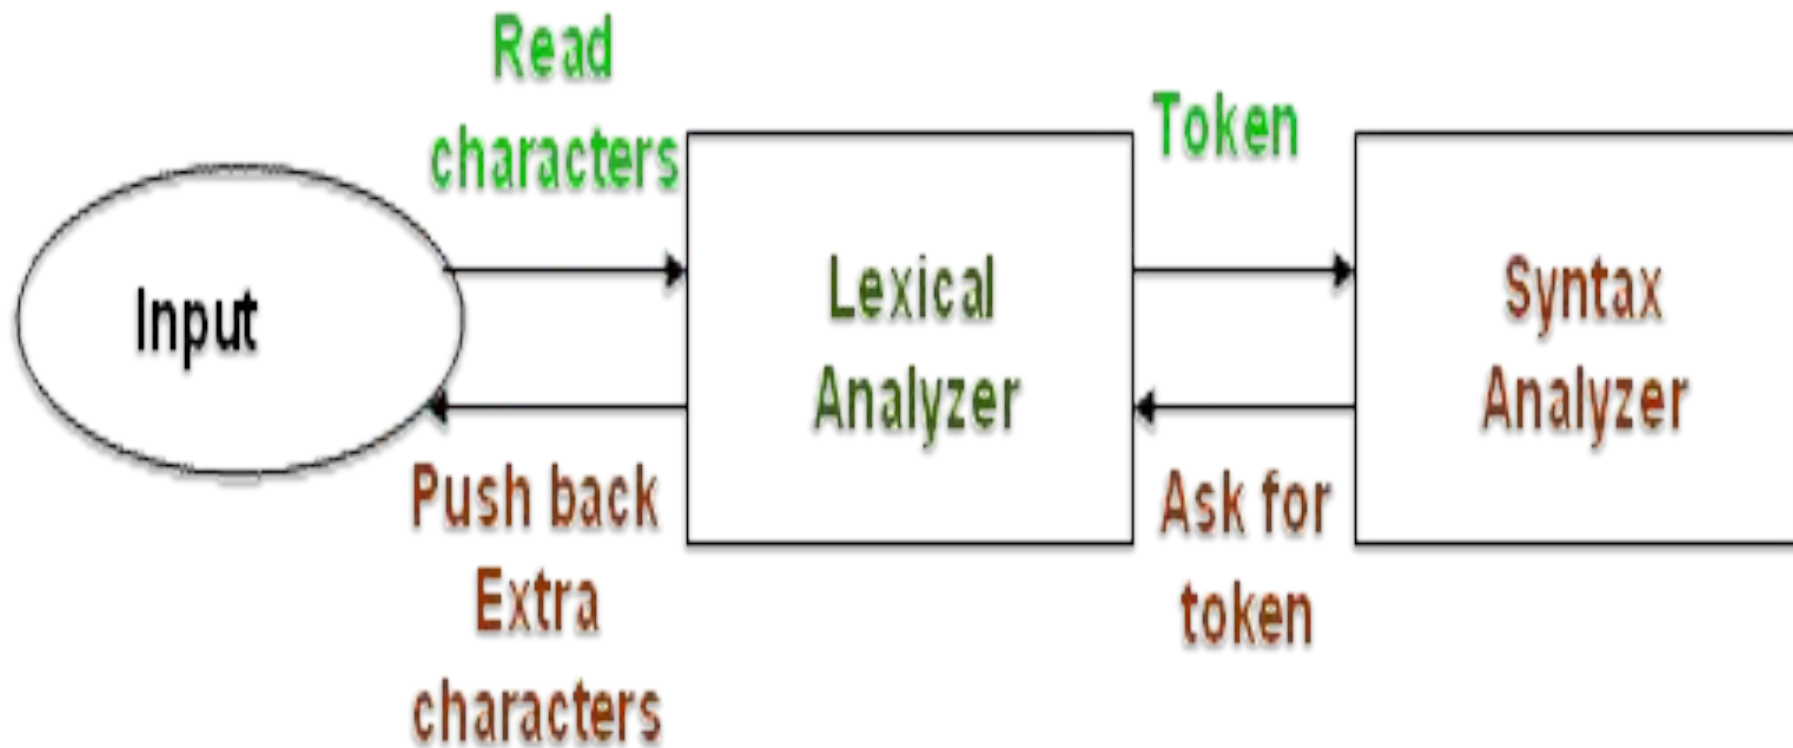 Read
characters
Token
Input
Lexical
Analyzer
Syntax
Analyzer
Push back
Extra
characters
Ask for
token